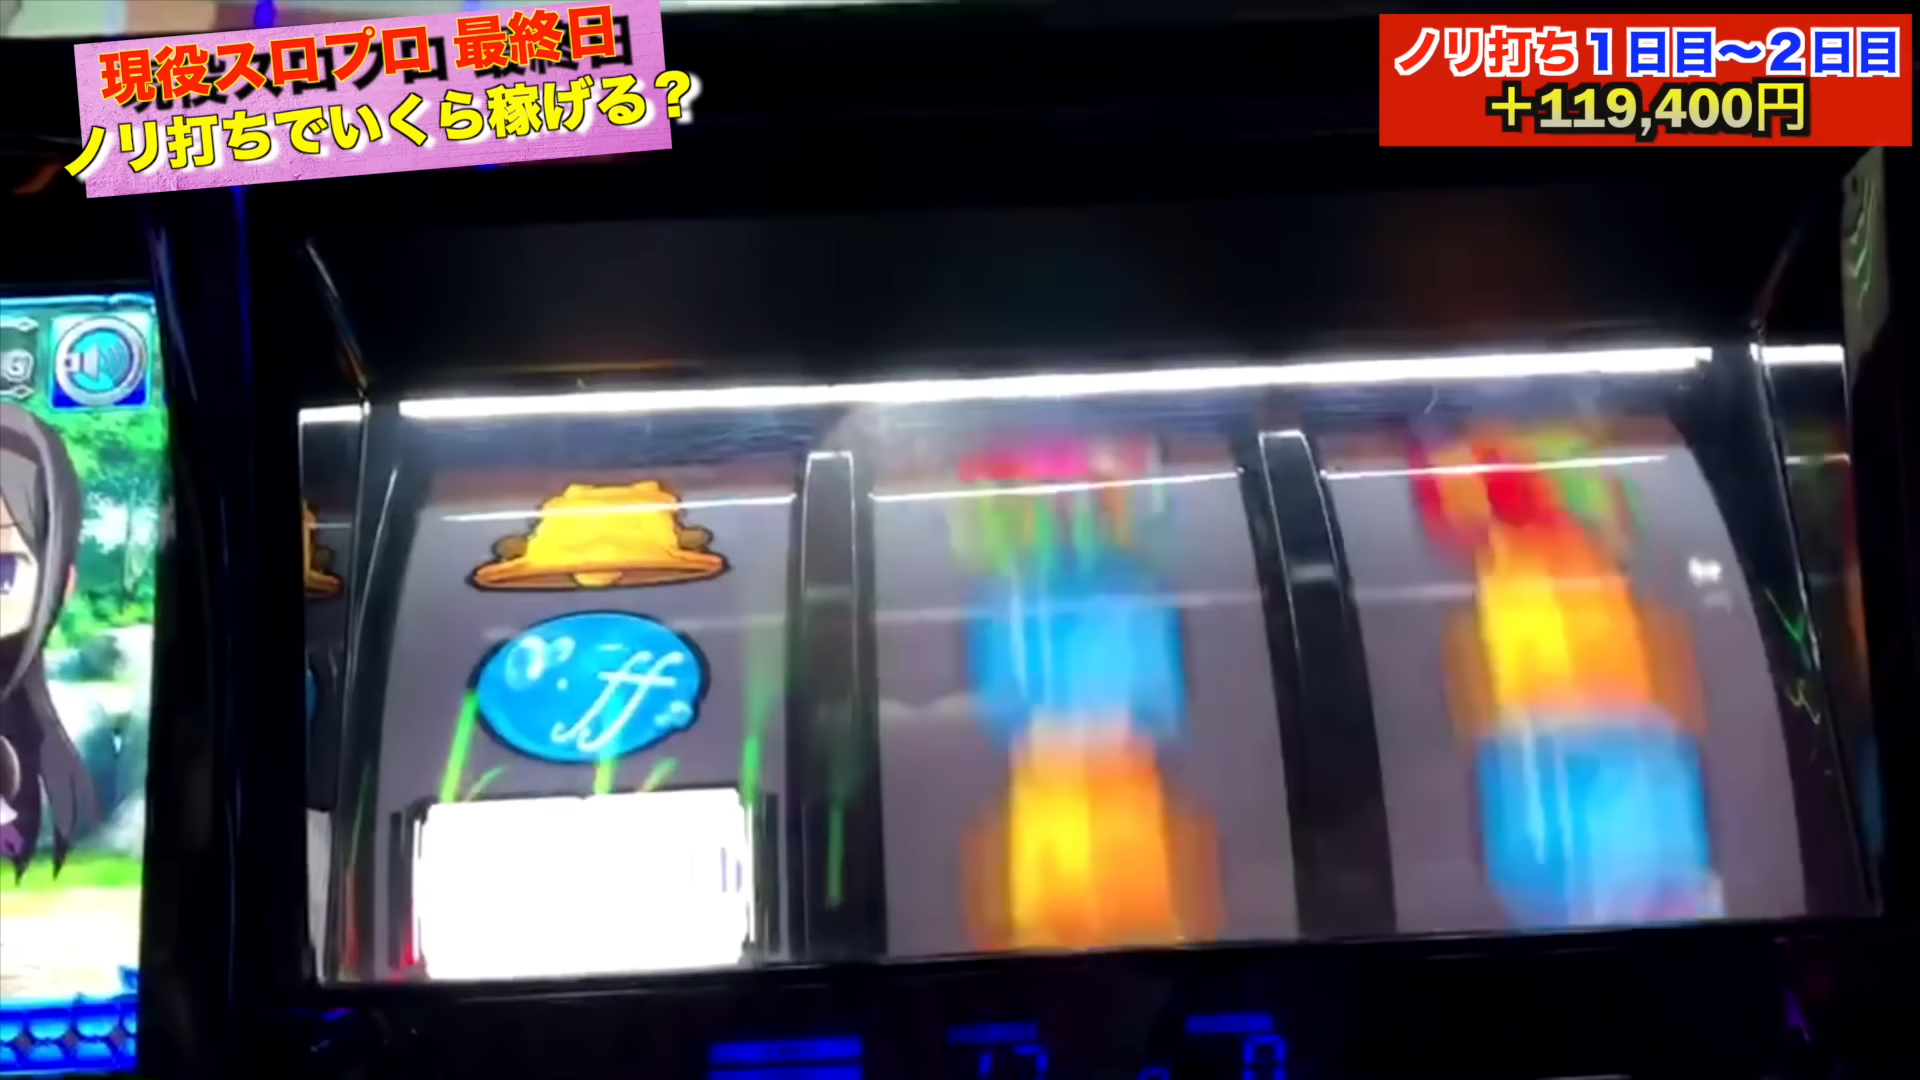 現役スロプロ 最終日
ノリ打ちでいくら稼げる？
ノリ打ち１日目～２日目
＋119,400円
ff